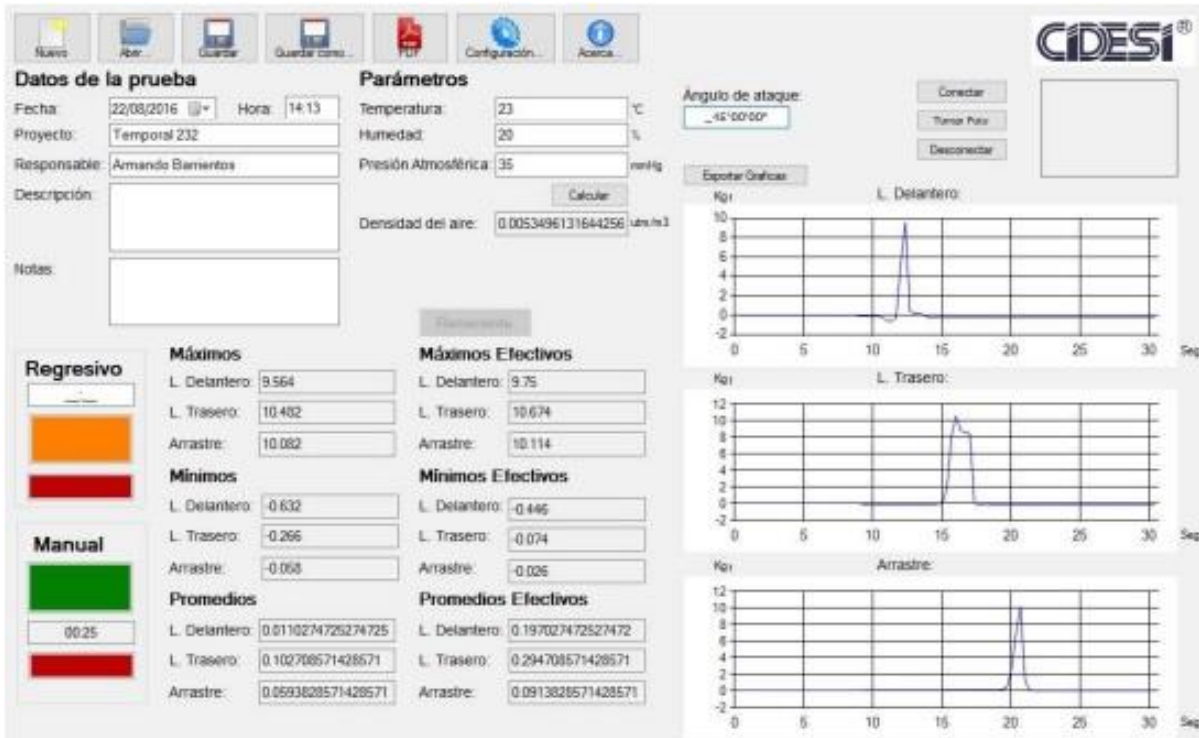 Nuevo
Abrir...
Guardar
Guardar como...
PDF
Configuración...
Acerca...
CIDESI®
Datos de la prueba
Fecha: 22/08/2016 Hora: 14:13
Proyecto: Temporal 232
Responsable: Armando Barrientos
Descripción:
Notas:
Parámetros
Temperatura: 23 °C
Humedad: 20 %
Presión Atmosférica: 35 mmHg
Calcular
Densidad del aire: 0.0053496131644256 utm/m3
Ángulo de ataque:
_45°00'00"
Conectar
Desconectar
Exportar Graficas
Regresivo
Manual
00:25
Máximos
L. Delantero: 9.564
L. Trasero: 10.482
Arrastre: 10.082
Mínimos
L. Delantero: -0.632
L. Trasero: -0.266
Arrastre: -0.058
Promedios
L. Delantero: 0.0110274725274725
L. Trasero: 0.102708571428571
Arrastre: 0.0593828571428571
Máximos Efectivos
L. Delantero: 9.75
L. Trasero: 10.674
Arrastre: 10.114
Mínimos Efectivos
L. Delantero: -0.446
L. Trasero: -0.074
Arrastre: -0.026
Promedios Efectivos
L. Delantero: 0.197027472527472
L. Trasero: 0.294708571428571
Arrastre: 0.0913828571428571
Kgf
L. Delantero:
10
8
6
4
2
0
-2
0 5 10 15 20 25 30 Seg
Kgf
L. Trasero:
12
10
8
6
4
2
0
-2
0 5 10 15 20 25 30 Seg
Kgf
Arrastre:
12
10
8
6
4
2
0
-2
0 5 10 15 20 25 30 Seg